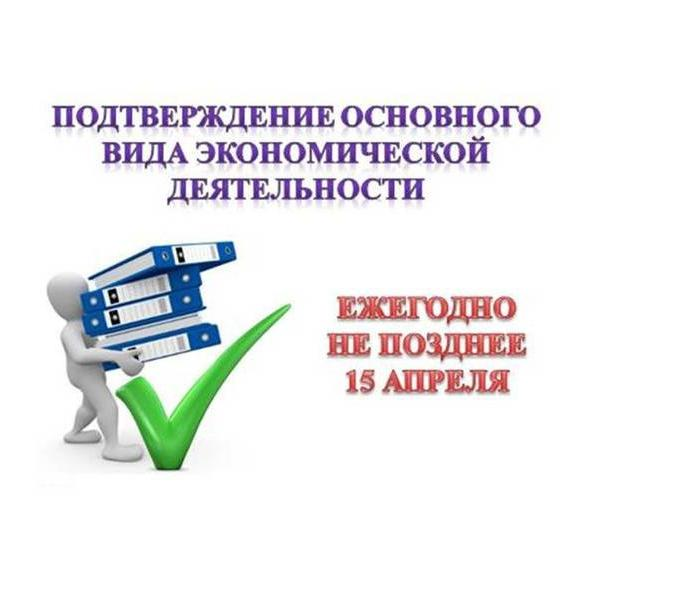 ПОДТВЕРЖДЕНИЕ ОСНОВНОГО
ВИДА ЭКОНОМИЧЕСКОЙ
ДЕЯТЕЛЬНОСТИ
ЕЖЕГОДНО
НЕ ПОЗДНЕЕ
15 АПРЕЛЯ